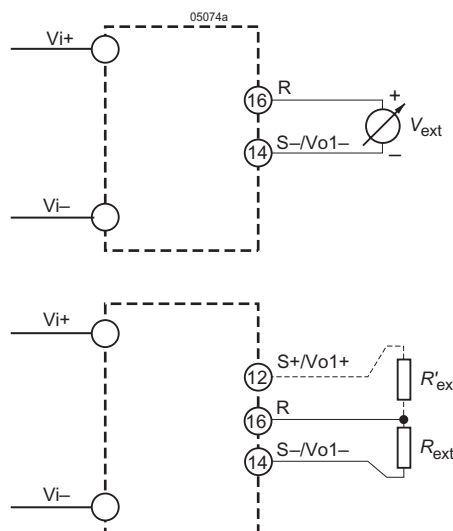 05074a
Vi+
16
R
+
Vext
14
S–/Vo1–
–
Vi–
Vi+
12
S+/Vo1+
R'ex
16
R
14
S–/Vo1–
Rext
Vi–